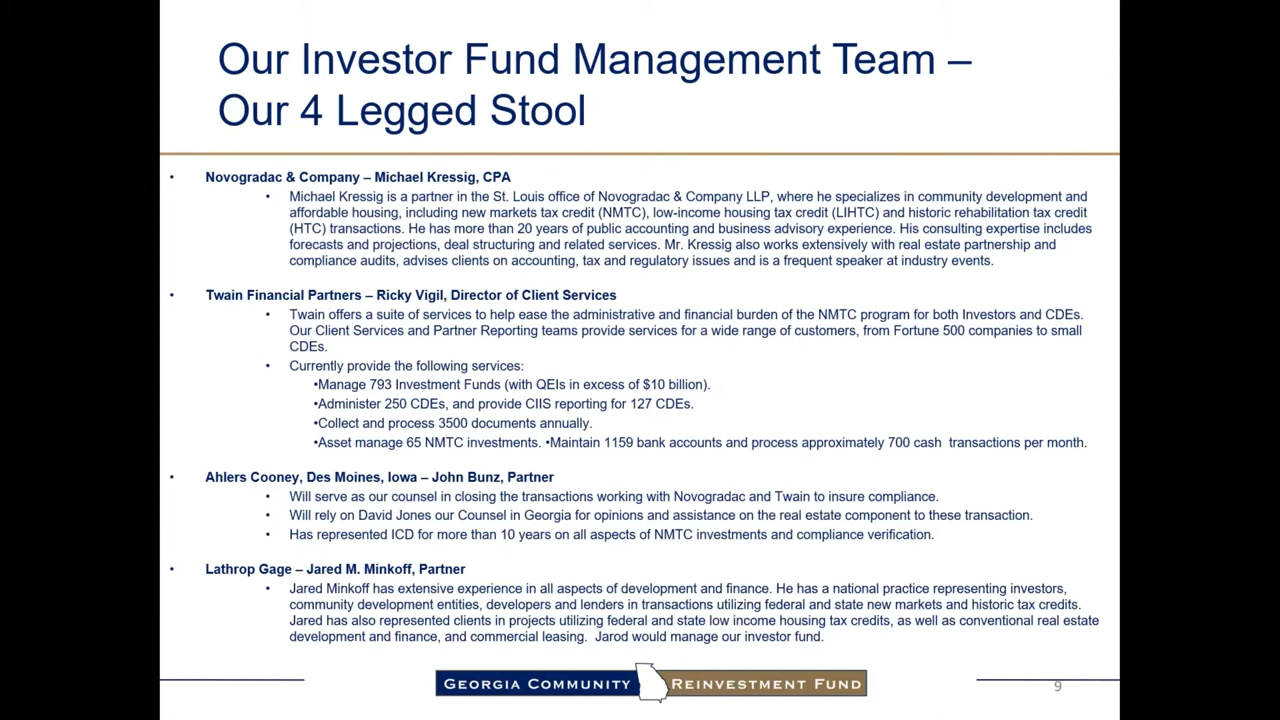 Our Investor Fund Management Team –
Our 4 Legged Stool
• Novogradac & Company – Michael Kressig, CPA
• Michael Kressig is a partner in the St. Louis office of Novogradac & Company LLP, where he specializes in community development and
affordable housing, including new markets tax credit (NMTC), low-income housing tax credit (LIHTC) and historic rehabilitation tax credit
(HTC) transactions. He has more than 20 years of public accounting and business advisory experience. His consulting expertise includes
forecasts and projections, deal structuring and related services. Mr. Kressig also works extensively with real estate partnership and
compliance audits, advises clients on accounting, tax and regulatory issues and is a frequent speaker at industry events.
• Twain Financial Partners – Ricky Vigil, Director of Client Services
• Twain offers a suite of services to help ease the administrative and financial burden of the NMTC program for both Investors and CDEs.
Our Client Services and Partner Reporting teams provide services for a wide range of customers, from Fortune 500 companies to small
CDEs.
• Currently provide the following services:
•Manage 793 Investment Funds (with QEIs in excess of $10 billion).
•Administer 250 CDEs, and provide CIIS reporting for 127 CDEs.
•Collect and process 3500 documents annually.
•Asset manage 65 NMTC investments. •Maintain 1159 bank accounts and process approximately 700 cash transactions per month.
• Ahlers Cooney, Des Moines, Iowa – John Bunz, Partner
• Will serve as our counsel in closing the transactions working with Novogradac and Twain to insure compliance.
• Will rely on David Jones our Counsel in Georgia for opinions and assistance on the real estate component to these transaction.
• Has represented ICD for more than 10 years on all aspects of NMTC investments and compliance verification.
• Lathrop Gage – Jared M. Minkoff, Partner
• Jared Minkoff has extensive experience in all aspects of development and finance. He has a national practice representing investors,
community development entities, developers and lenders in transactions utilizing federal and state new markets and historic tax credits.
Jared has also represented clients in projects utilizing federal and state low income housing tax credits, as well as conventional real estate
development and finance, and commercial leasing. Jarod would manage our investor fund.
GEORGIA COMMUNITY REINVESTMENT FUND
9